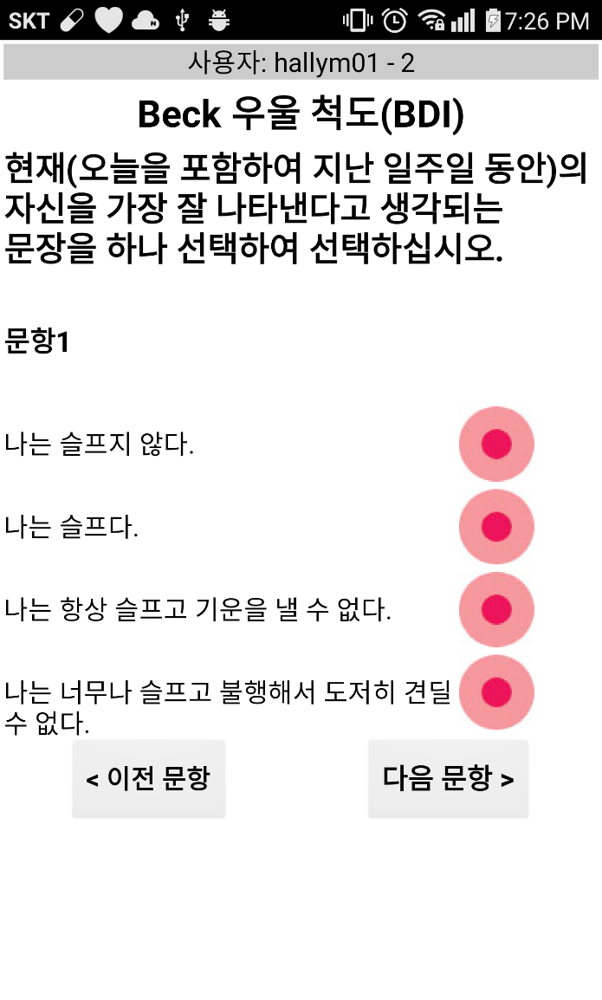 SKT 7:26 PM
사용자: hallym01 - 2
Beck 우울 척도(BDI)
현재(오늘을 포함하여 지난 일주일 동안)의
자신을 가장 잘 나타낸다고 생각되는
문장을 하나 선택하여 선택하십시오.
문항1
나는 슬프지 않다.
나는 슬프다.
나는 항상 슬프고 기운을 낼 수 없다.
나는 너무나 슬프고 불행해서 도저히 견딜
수 없다.
< 이전 문항 다음 문항 >